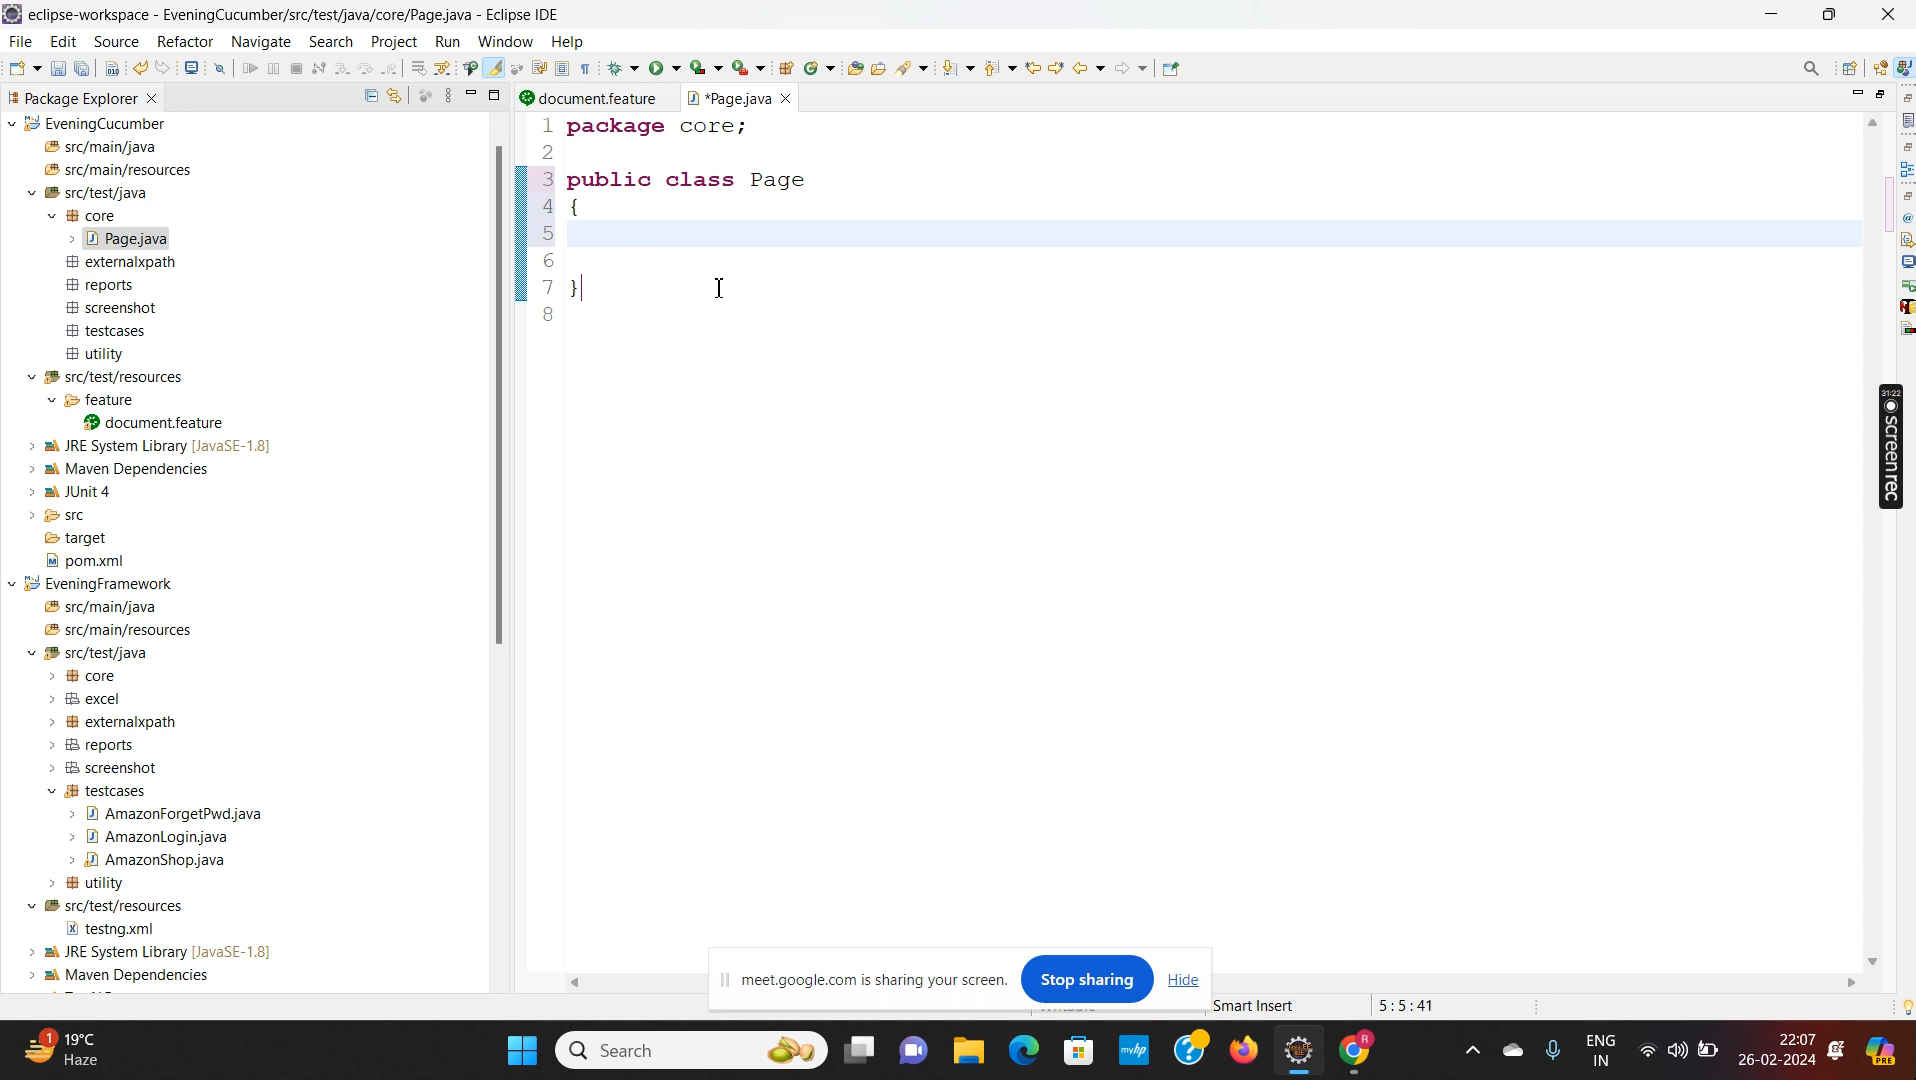 eclipse-workspace - EveningCucumber/src/test/java/core/Page.java - Eclipse IDE
File Edit Source Refactor Navigate Search Project Run Window Help
Package Explorer
document.feature
*Page.java
EveningCucumber
src/main/java
src/main/resources
src/test/java
core
Page.java
externalxpath
reports
screenshot
testcases
utility
src/test/resources
feature
document.feature
JRE System Library [JavaSE-1.8]
Maven Dependencies
JUnit 4
src
target
pom.xml
EveningFramework
src/main/java
src/main/resources
src/test/java
core
excel
externalxpath
reports
screenshot
testcases
AmazonForgetPwd.java
AmazonLogin.java
AmazonShop.java
utility
src/test/resources
testng.xml
JRE System Library [JavaSE-1.8]
Maven Dependencies
1 package core;
2
3 public class Page
4 {
5
6
7 }
8
31:22
screenrec
meet.google.com is sharing your screen. Stop sharing Hide
Smart Insert
5 : 5 : 41
1
19°C
Haze
Search
myhp
R
ENG
IN
22:07
26-02-2024
PRE